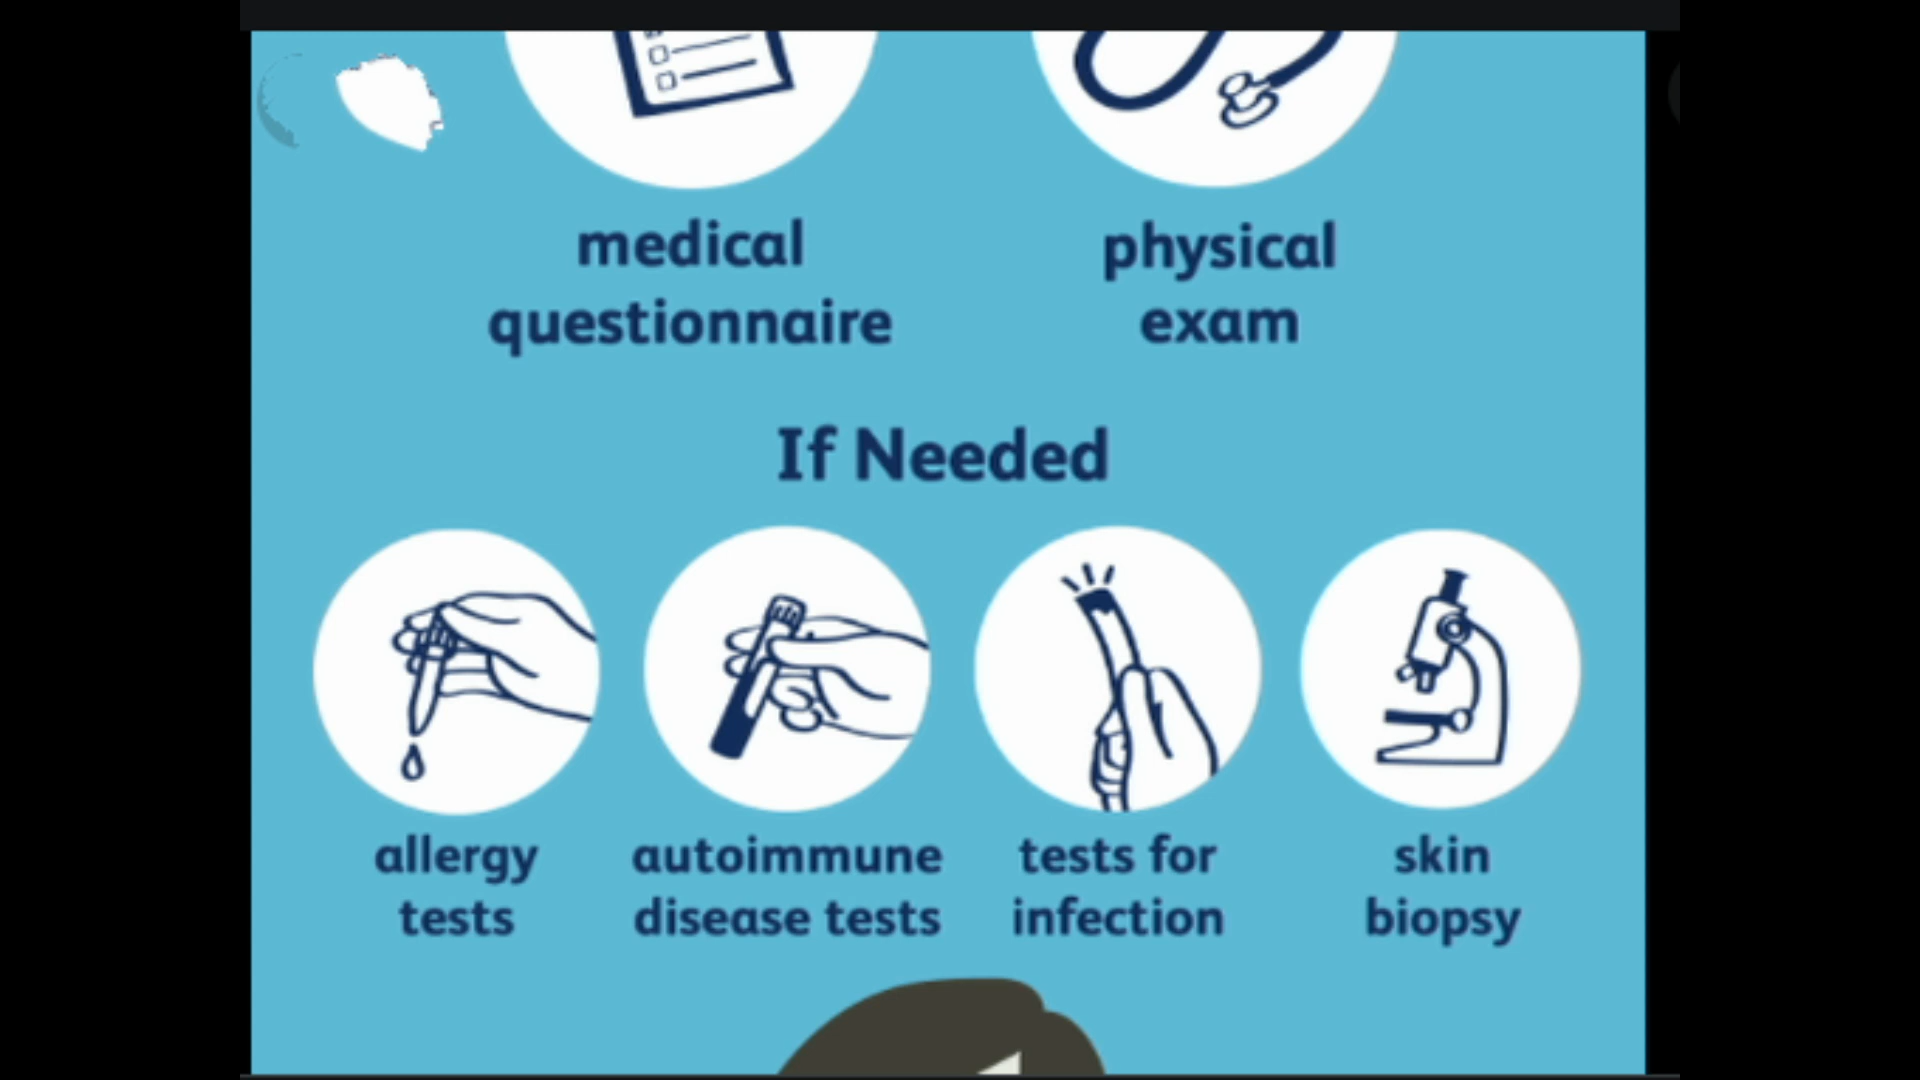 medical
questionnaire
physical
exam
If Needed
allergy
tests
autoimmune
disease tests
tests for
infection
skin
biopsy